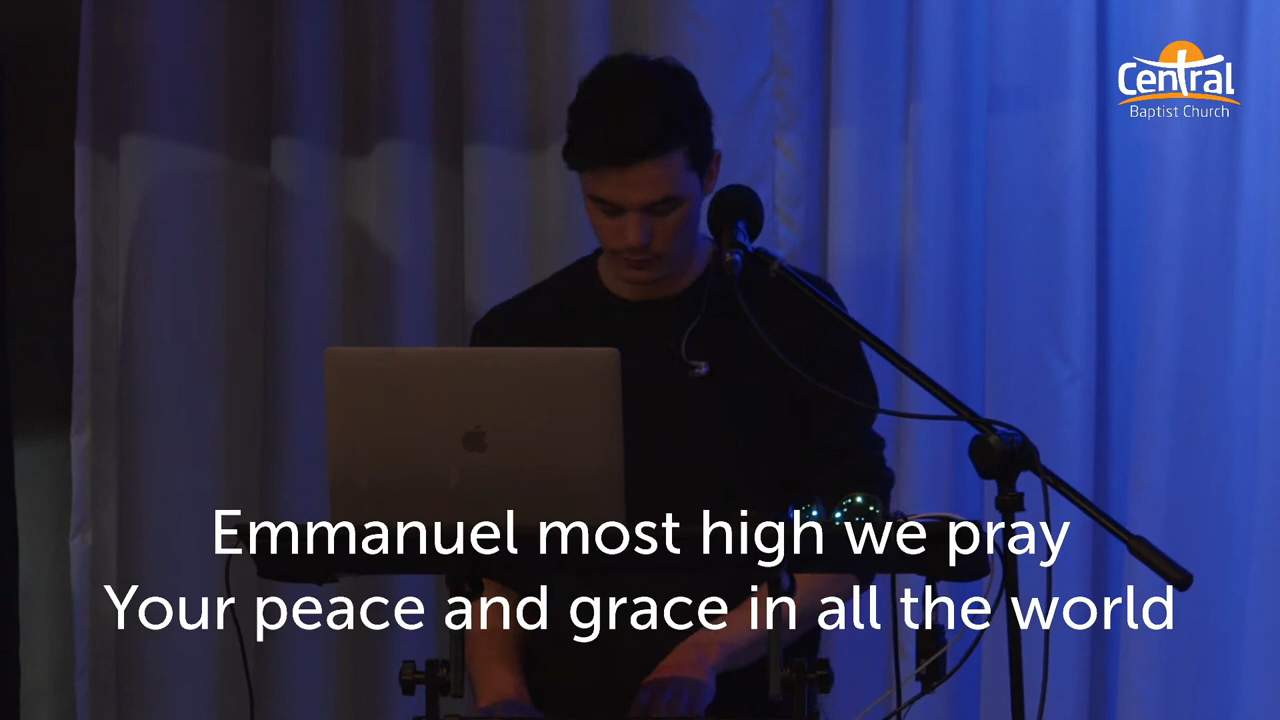 Central
Baptist Church
Emmanuel most high we pray
Your peace and grace in all the world